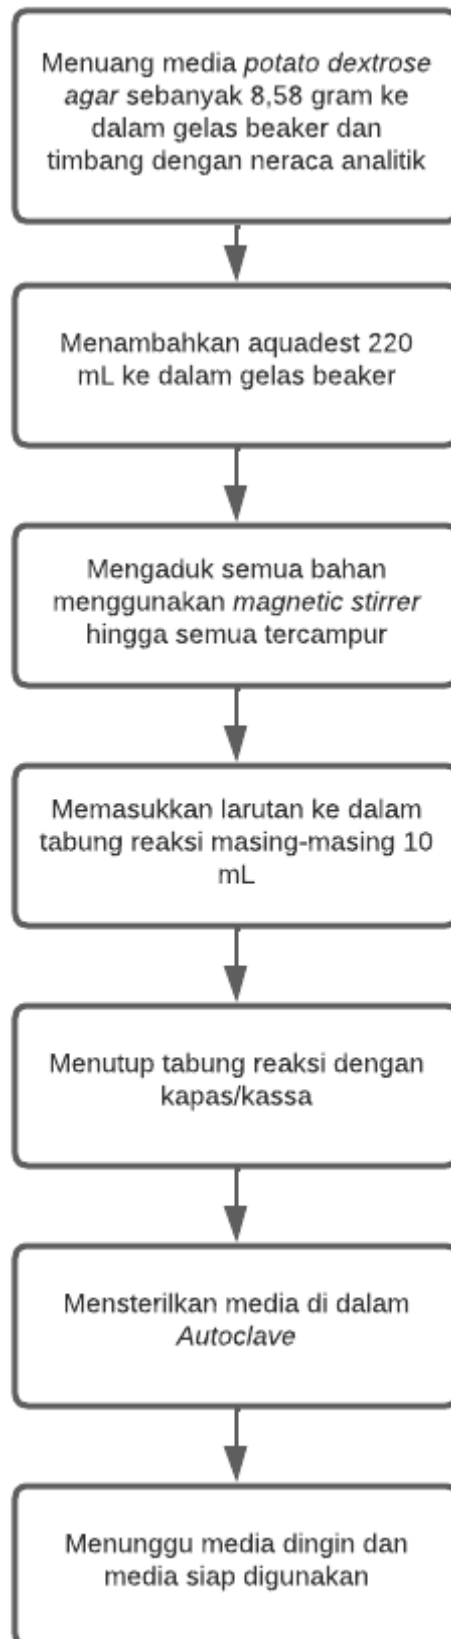 Menuang media potato dextrose
agar sebanyak 8,58 gram ke
dalam gelas beaker dan
timbang dengan neraca analitik
Menambahkan aquadest 220
mL ke dalam gelas beaker
Mengaduk semua bahan
menggunakan magnetic stirrer
hingga semua tercampur
Memasukkan larutan ke dalam
tabung reaksi masing-masing 10
mL
Menutup tabung reaksi dengan
kapas/kassa
Mensterilkan media di dalam
Autoclave
Menunggu media dingin dan
media siap digunakan